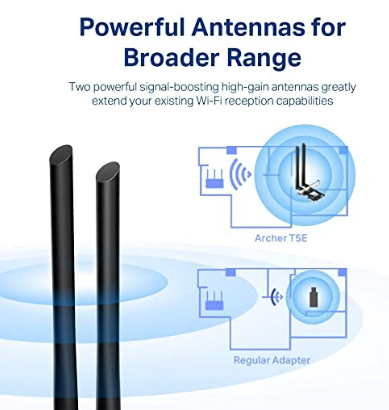 Powerful Antennas for
Broader Range
Two powerful signal-boosting high-gain antennas greatly
extend your existing Wi-Fi reception capabilities
Archer T5E
Regular Adapter